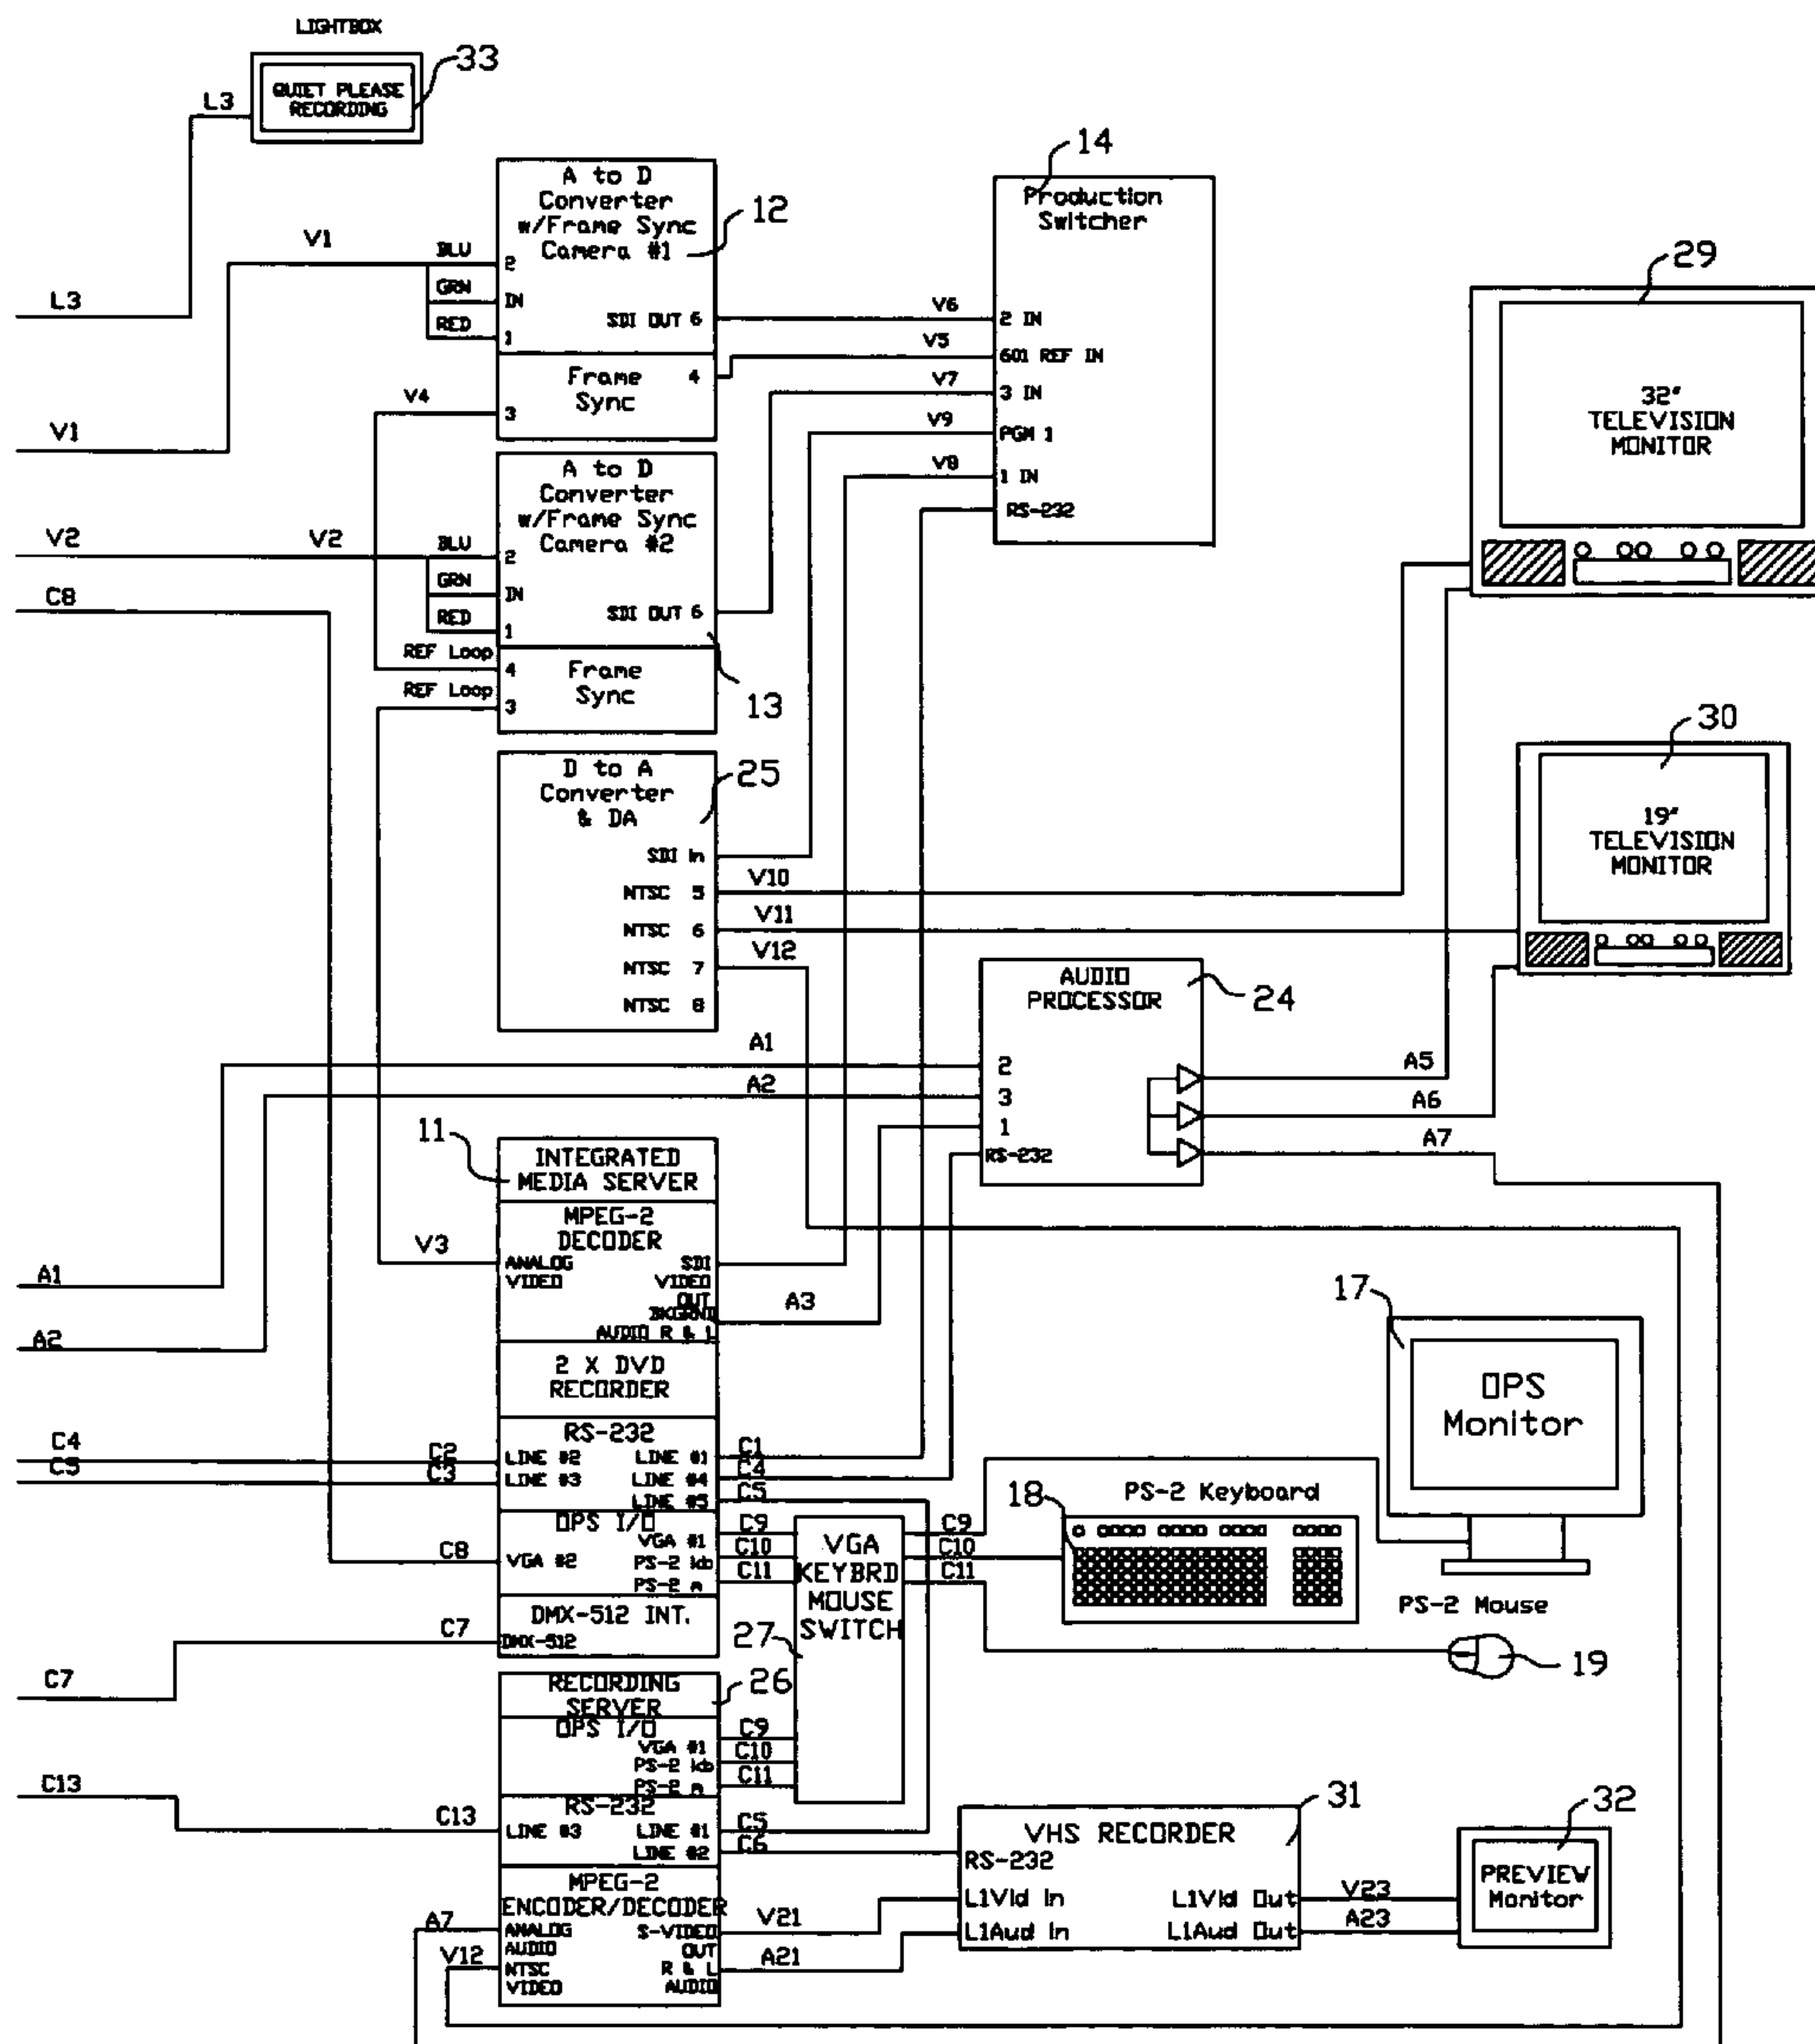 LIGHTBOX
33
QUIET PLEASE
RECORDING
L3
L3
A to D
Converter
w/Frame Sync
Camera #1
12
V1
BLU
2
GRN
IN
RED
1
SDI OUT 6
Frame
Sync
4
3
V4
V1
14
Production
Switcher
V6
2 IN
V5
601 REF IN
V7
3 IN
V9
PGM 1
V8
1 IN
RS-232
29
32"
TELEVISION
MONITOR
A to D
Converter
w/Frame Sync
Camera #2
V2
V2
BLU
2
GRN
IN
RED
1
SDI OUT 6
C8
REF Loop
4
Frame
Sync
REF Loop
3
13
D to A
Converter
& DA
25
SDI In
NTSC 5
V10
NTSC 6
V11
NTSC 7
V12
NTSC 8
30
19"
TELEVISION
MONITOR
AUDIO
PROCESSOR
24
A1
2
A2
3
1
RS-232
A5
A6
A7
11
INTEGRATED
MEDIA SERVER
MPEG-2
DECODER
V3
ANALOG
VIDEO
SDI
VIDEO
OUT
BKGRND
AUDIO R & L
A3
A1
A2
2 X DVD
RECORDER
RS-232
C4
C2
LINE #2
LINE #1
C1
C5
C3
LINE #3
LINE #4
C4
LINE #5
C5
OPS I/O
VGA #1
C9
C8
VGA #2
PS-2 kb
C10
PS-2 m
C11
DMX-512 INT.
C7
DMX-512
C7
VGA
KEYBRD
MOUSE
SWITCH
27
C9
C10
C11
17
OPS
Monitor
18
PS-2 Keyboard
PS-2 Mouse
19
RECORDING
SERVER
26
OPS I/O
VGA #1
C9
PS-2 kb
C10
PS-2 m
C11
RS-232
C13
C13
LINE #3
LINE #1
C5
LINE #2
C6
MPEG-2
ENCODER/DECODER
A7
ANALOG
AUDIO
V12
NTSC
VIDEO
S-VIDEO
OUT
V21
R & L
AUDIO
A21
31
VHS RECORDER
RS-232
L1Vid In
L1Vid Out
L1Aud In
L1Aud Out
V23
A23
32
PREVIEW
Monitor